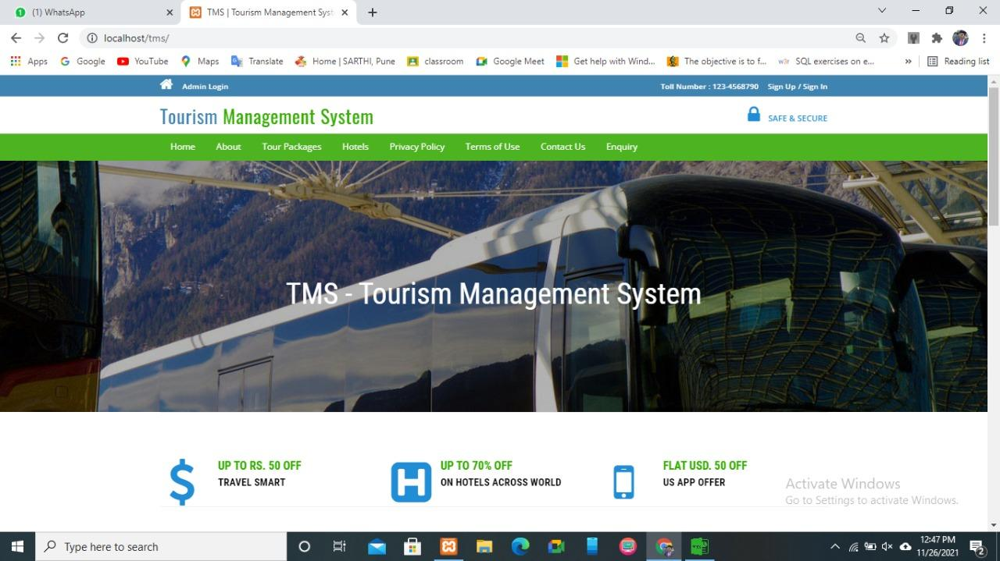 (1) WhatsApp
TMS | Tourism Management Syst
localhost/tms/
Apps
Google
YouTube
Maps
Translate
Home | SARTHI, Pune
classroom
Google Meet
Get help with Wind...
The objective is to f...
w3r
SQL exercises on e...
»
Reading list
Admin Login
Toll Number : 123-4568790
Sign Up / Sign In
Tourism Management System
SAFE & SECURE
Home
About
Tour Packages
Hotels
Privacy Policy
Terms of Use
Contact Us
Enquiry
TMS - Tourism Management System
$
UP TO RS. 50 OFF
TRAVEL SMART
H
UP TO 70% OFF
ON HOTELS ACROSS WORLD
FLAT USD. 50 OFF
US APP OFFER
Activate Windows
Go to Settings to activate Windows.
Type here to search
12:47 PM
11/26/2021
2